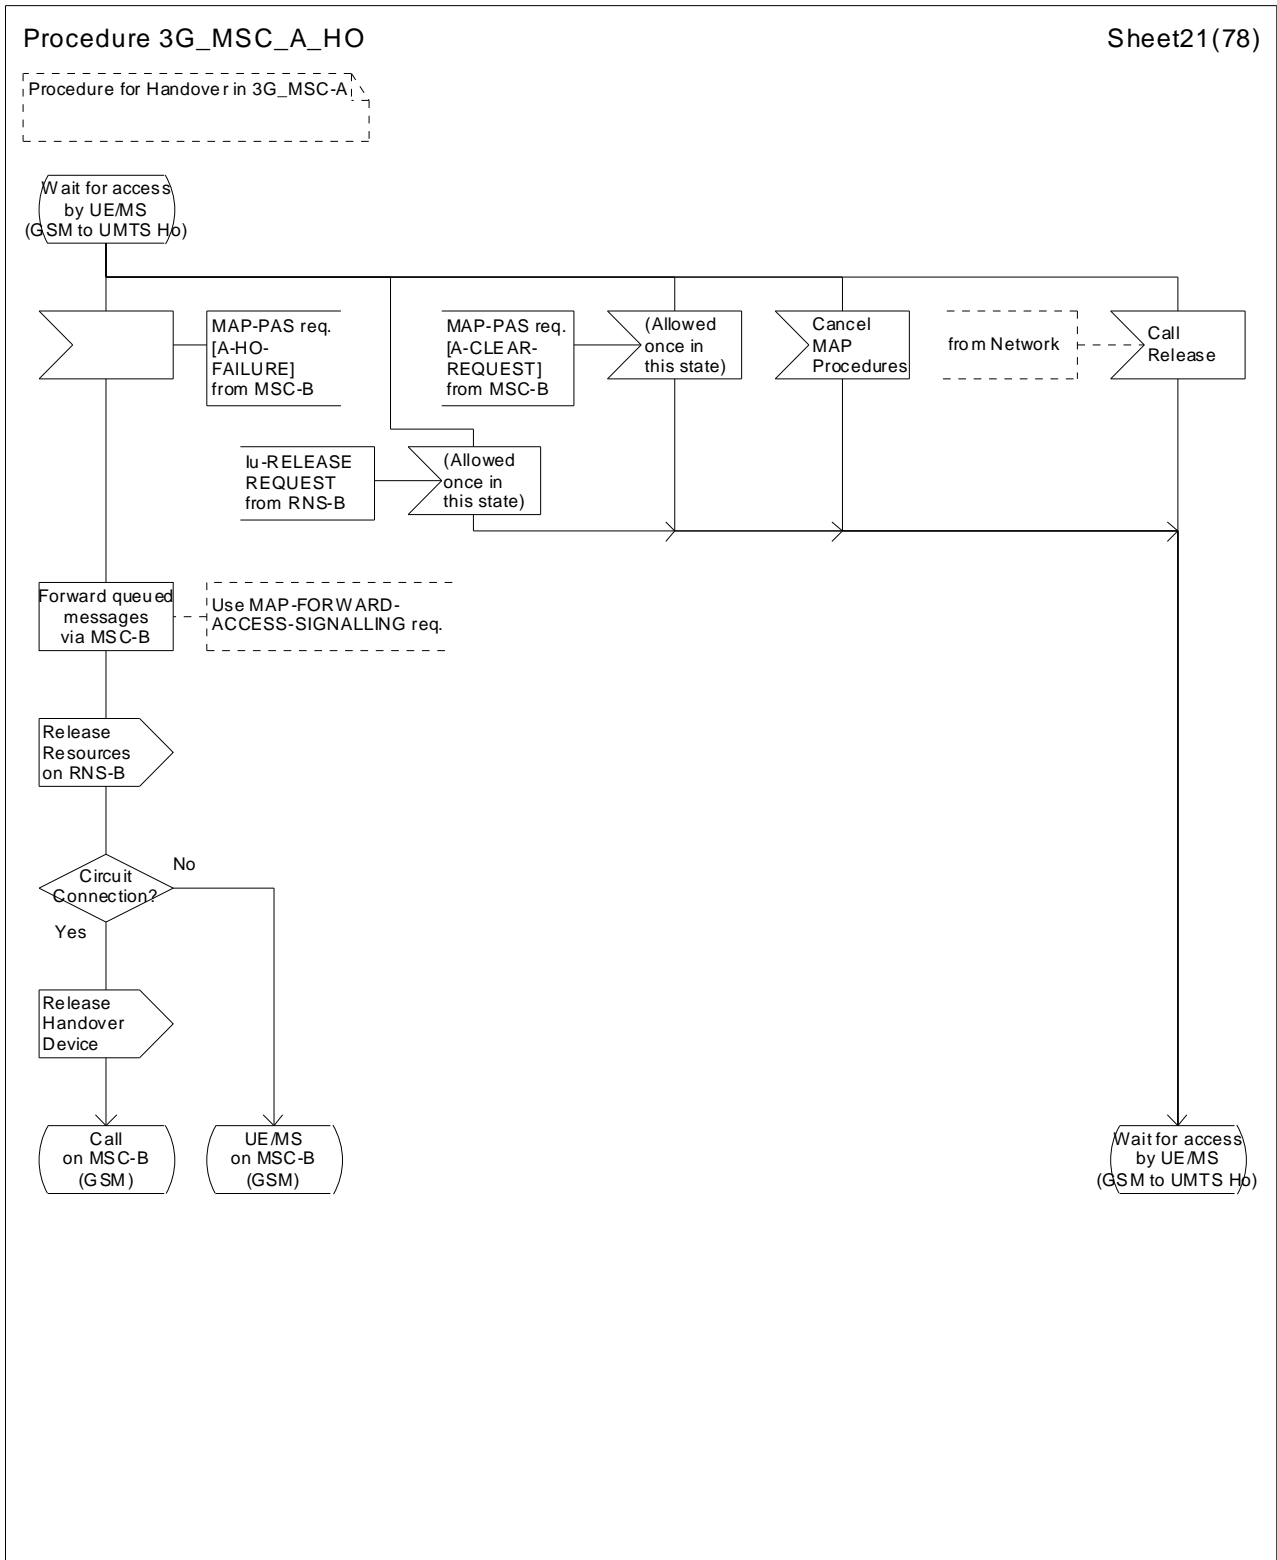 Procedure 3G_MSC_A_HO
Sheet21(78)
Procedure for Handover in 3G_MSC-A
Wait for access
by UE/MS
(GSM to UMTS Ho)
MAP-PAS req.
[A-HO-
FAILURE]
from MSC-B
MAP-PAS req.
[A-CLEAR-
REQUEST]
from MSC-B
(Allowed
once in
this state)
Cancel
MAP
Procedures
from Network
Call
Release
Iu-RELEASE
REQUEST
from RNS-B
(Allowed
once in
this state)
Forward queued
messages
via MSC-B
Use MAP-FORWARD-
ACCESS-SIGNALLING req.
Release
Resources
on RNS-B
Circuit
Connection?
No
Yes
Release
Handover
Device
Call
on MSC-B
(GSM)
UE/MS
on MSC-B
(GSM)
Wait for access
by UE/MS
(GSM to UMTS Ho)